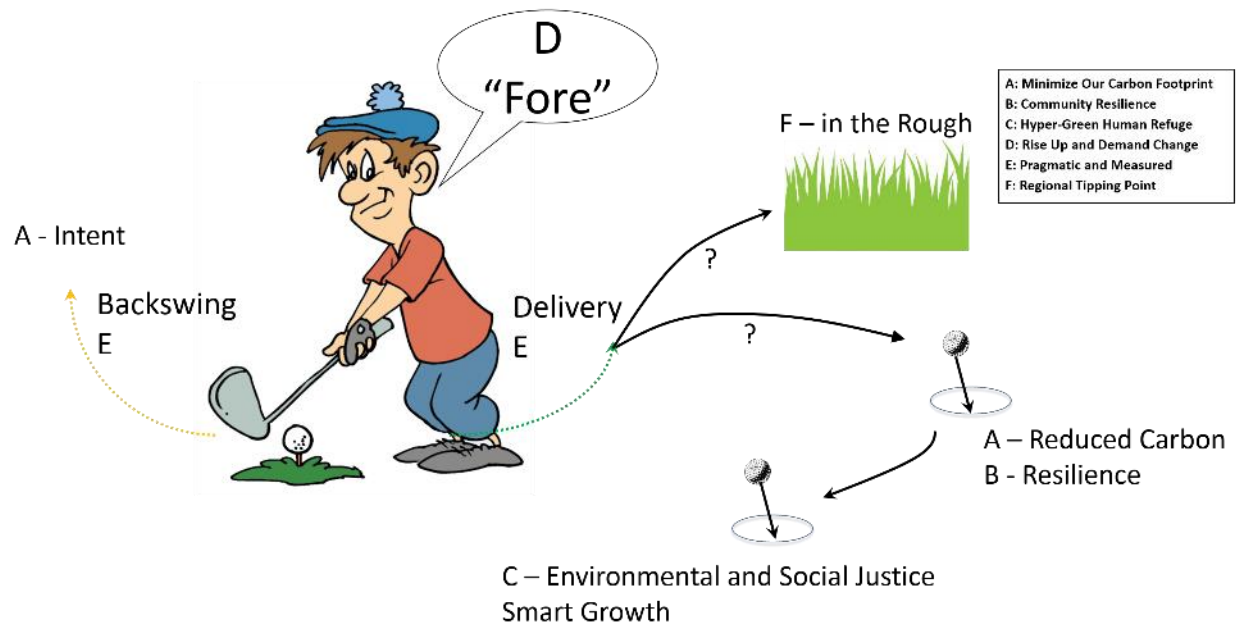 D
“Fore”
A: Minimize Our Carbon Footprint
B: Community Resilience
C: Hyper-Green Human Refuge
D: Rise Up and Demand Change
E: Pragmatic and Measured
F: Regional Tipping Point
F – in the Rough
A - Intent
?
Backswing
E
Delivery
E
?
A – Reduced Carbon
B - Resilience
C – Environmental and Social Justice
Smart Growth